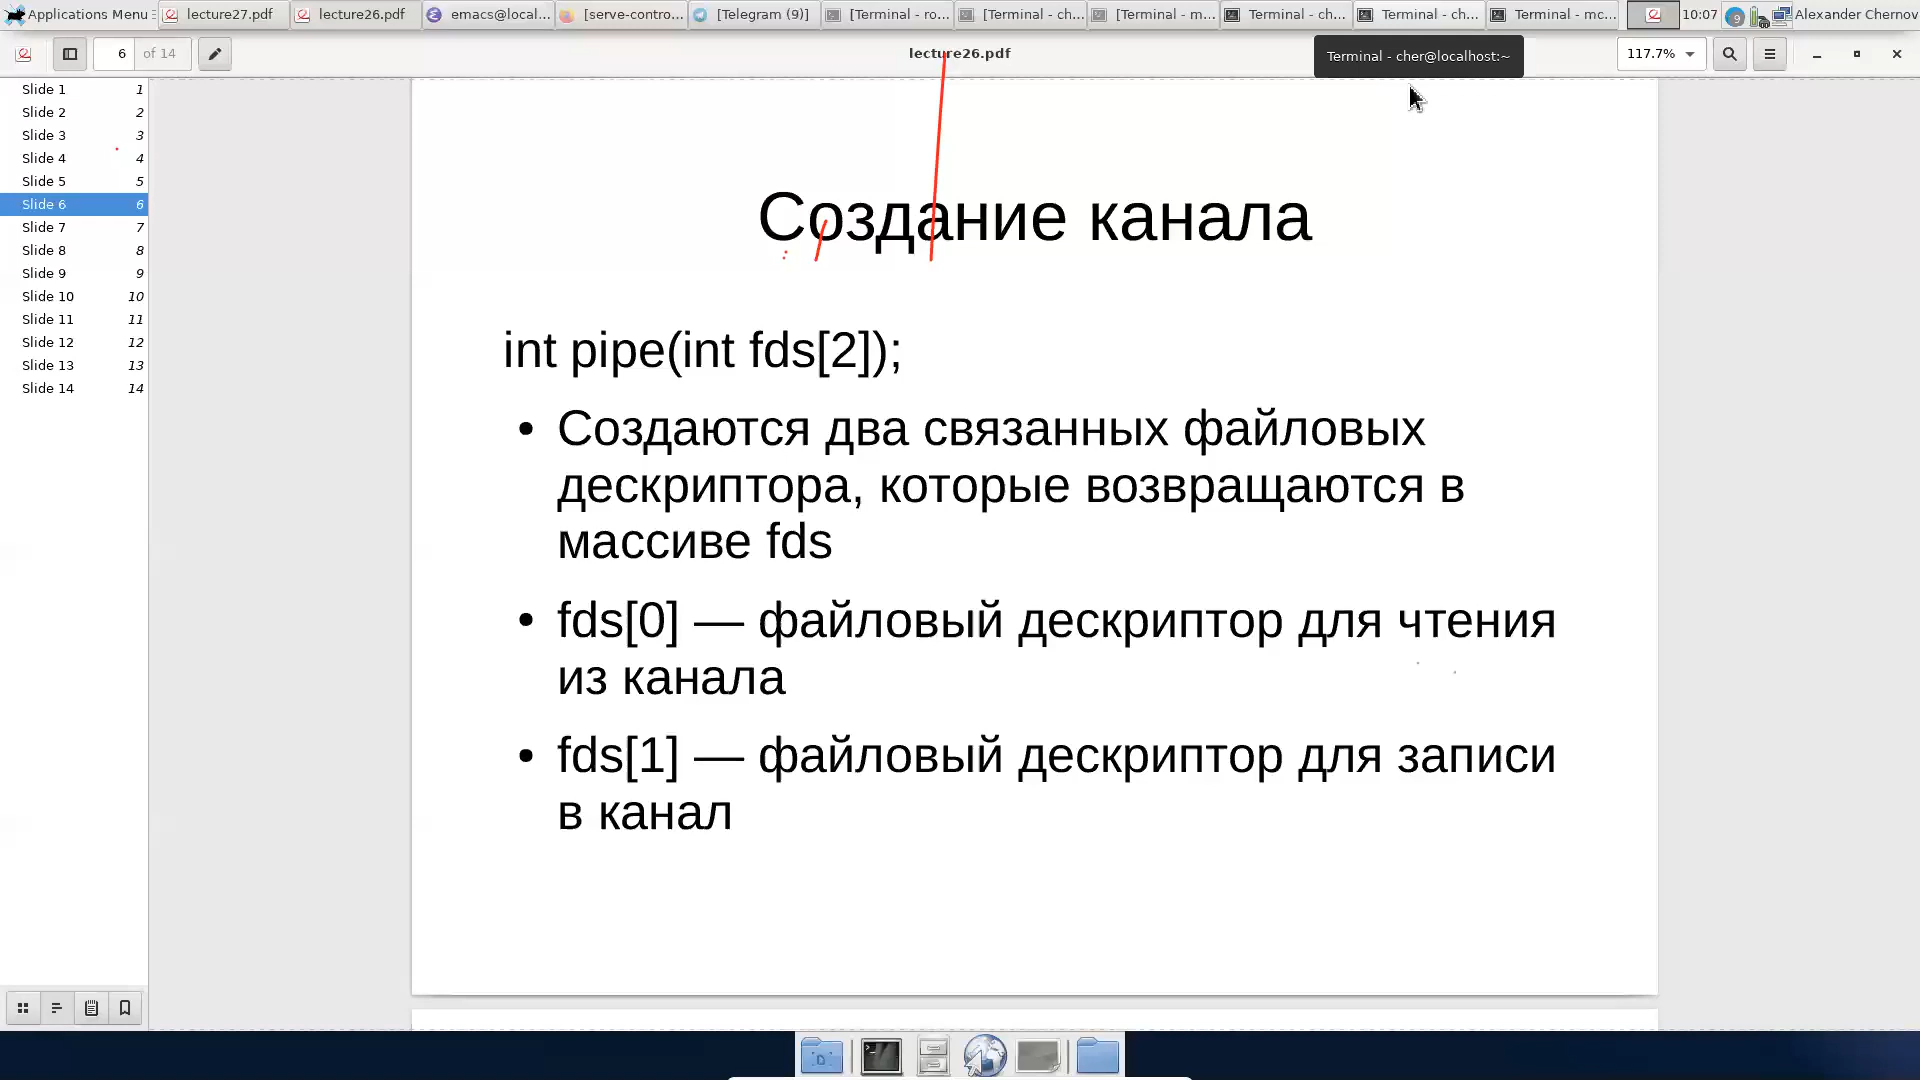 Applications Menu
lecture27.pdf
lecture26.pdf
emacs@local...
[serve-contro...
[Telegram (9)]
[Terminal - ro...
[Terminal - ch...
[Terminal - m...
Terminal - ch...
Terminal - ch...
Terminal - mc...
10:07
9
Alexander Chernov
6
of 14
lecture26.pdf
Terminal - cher@localhost:~
117.7%
Slide 1 1
Slide 2 2
Slide 3 3
Slide 4 4
Slide 5 5
Slide 6 6
Slide 7 7
Slide 8 8
Slide 9 9
Slide 10 10
Slide 11 11
Slide 12 12
Slide 13 13
Slide 14 14
Создание канала
int pipe(int fds[2]);
• Создаются два связанных файловых
дескриптора, которые возвращаются в
массиве fds
• fds[0] — файловый дескриптор для чтения
из канала
• fds[1] — файловый дескриптор для записи
в канал